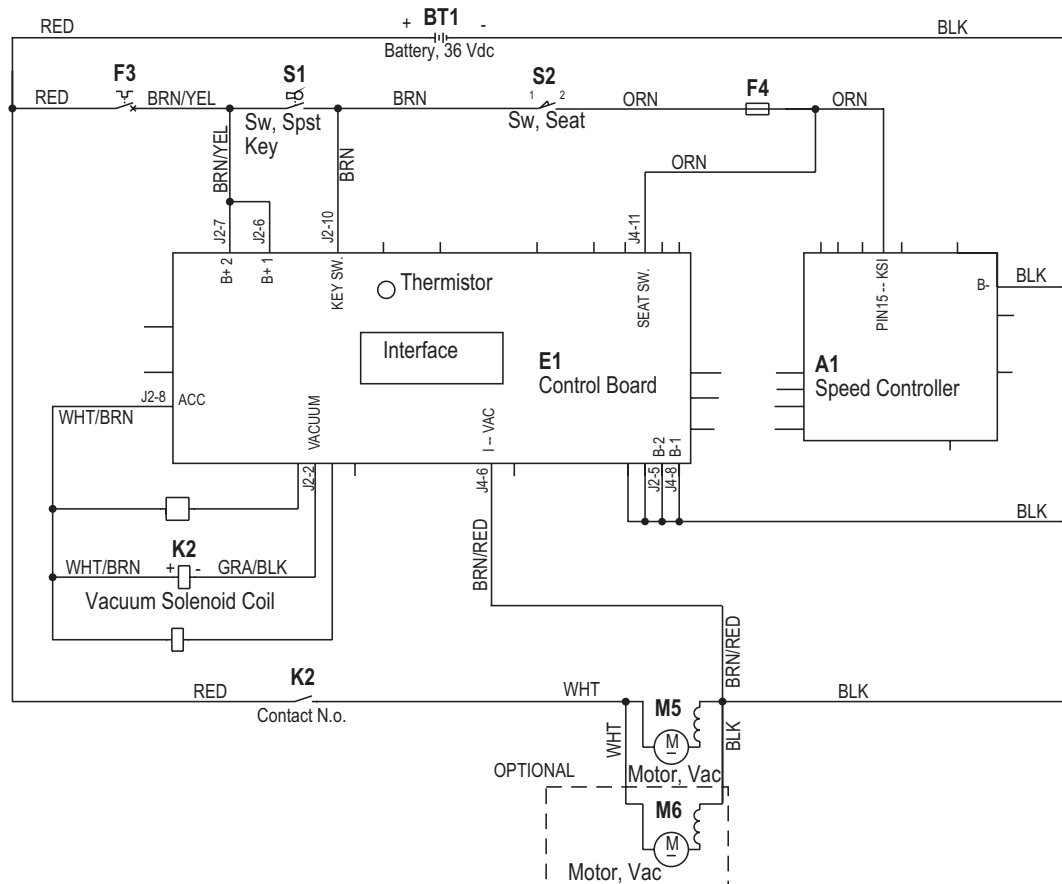 RED
+ BT1 -
Battery, 36 Vdc
BLK
F3
S1
S2
F4
RED
BRN/YEL
BRN
1 2
ORN
ORN
Sw, Spst
Key
Sw, Seat
BRN/YEL
BRN
ORN
J2-7
J2-6
J2-10
J4-11
B+ 2
B+ 1
KEY SW.
SEAT SW.
PIN15 -- KSI
B-
BLK
Thermistor
Interface
E1
Control Board
A1
Speed Controller
J2-8
ACC
WHT/BRN
VACUUM
I -- VAC
B-2
B-1
J2-2
J4-6
J2-5
J4-8
BLK
K2
WHT/BRN
+ -
GRA/BLK
Vacuum Solenoid Coil
BRN/RED
BRN/RED
RED
K2
Contact N.o.
WHT
M5
BLK
WHT
M
BLK
Motor, Vac
OPTIONAL
M6
M
Motor, Vac